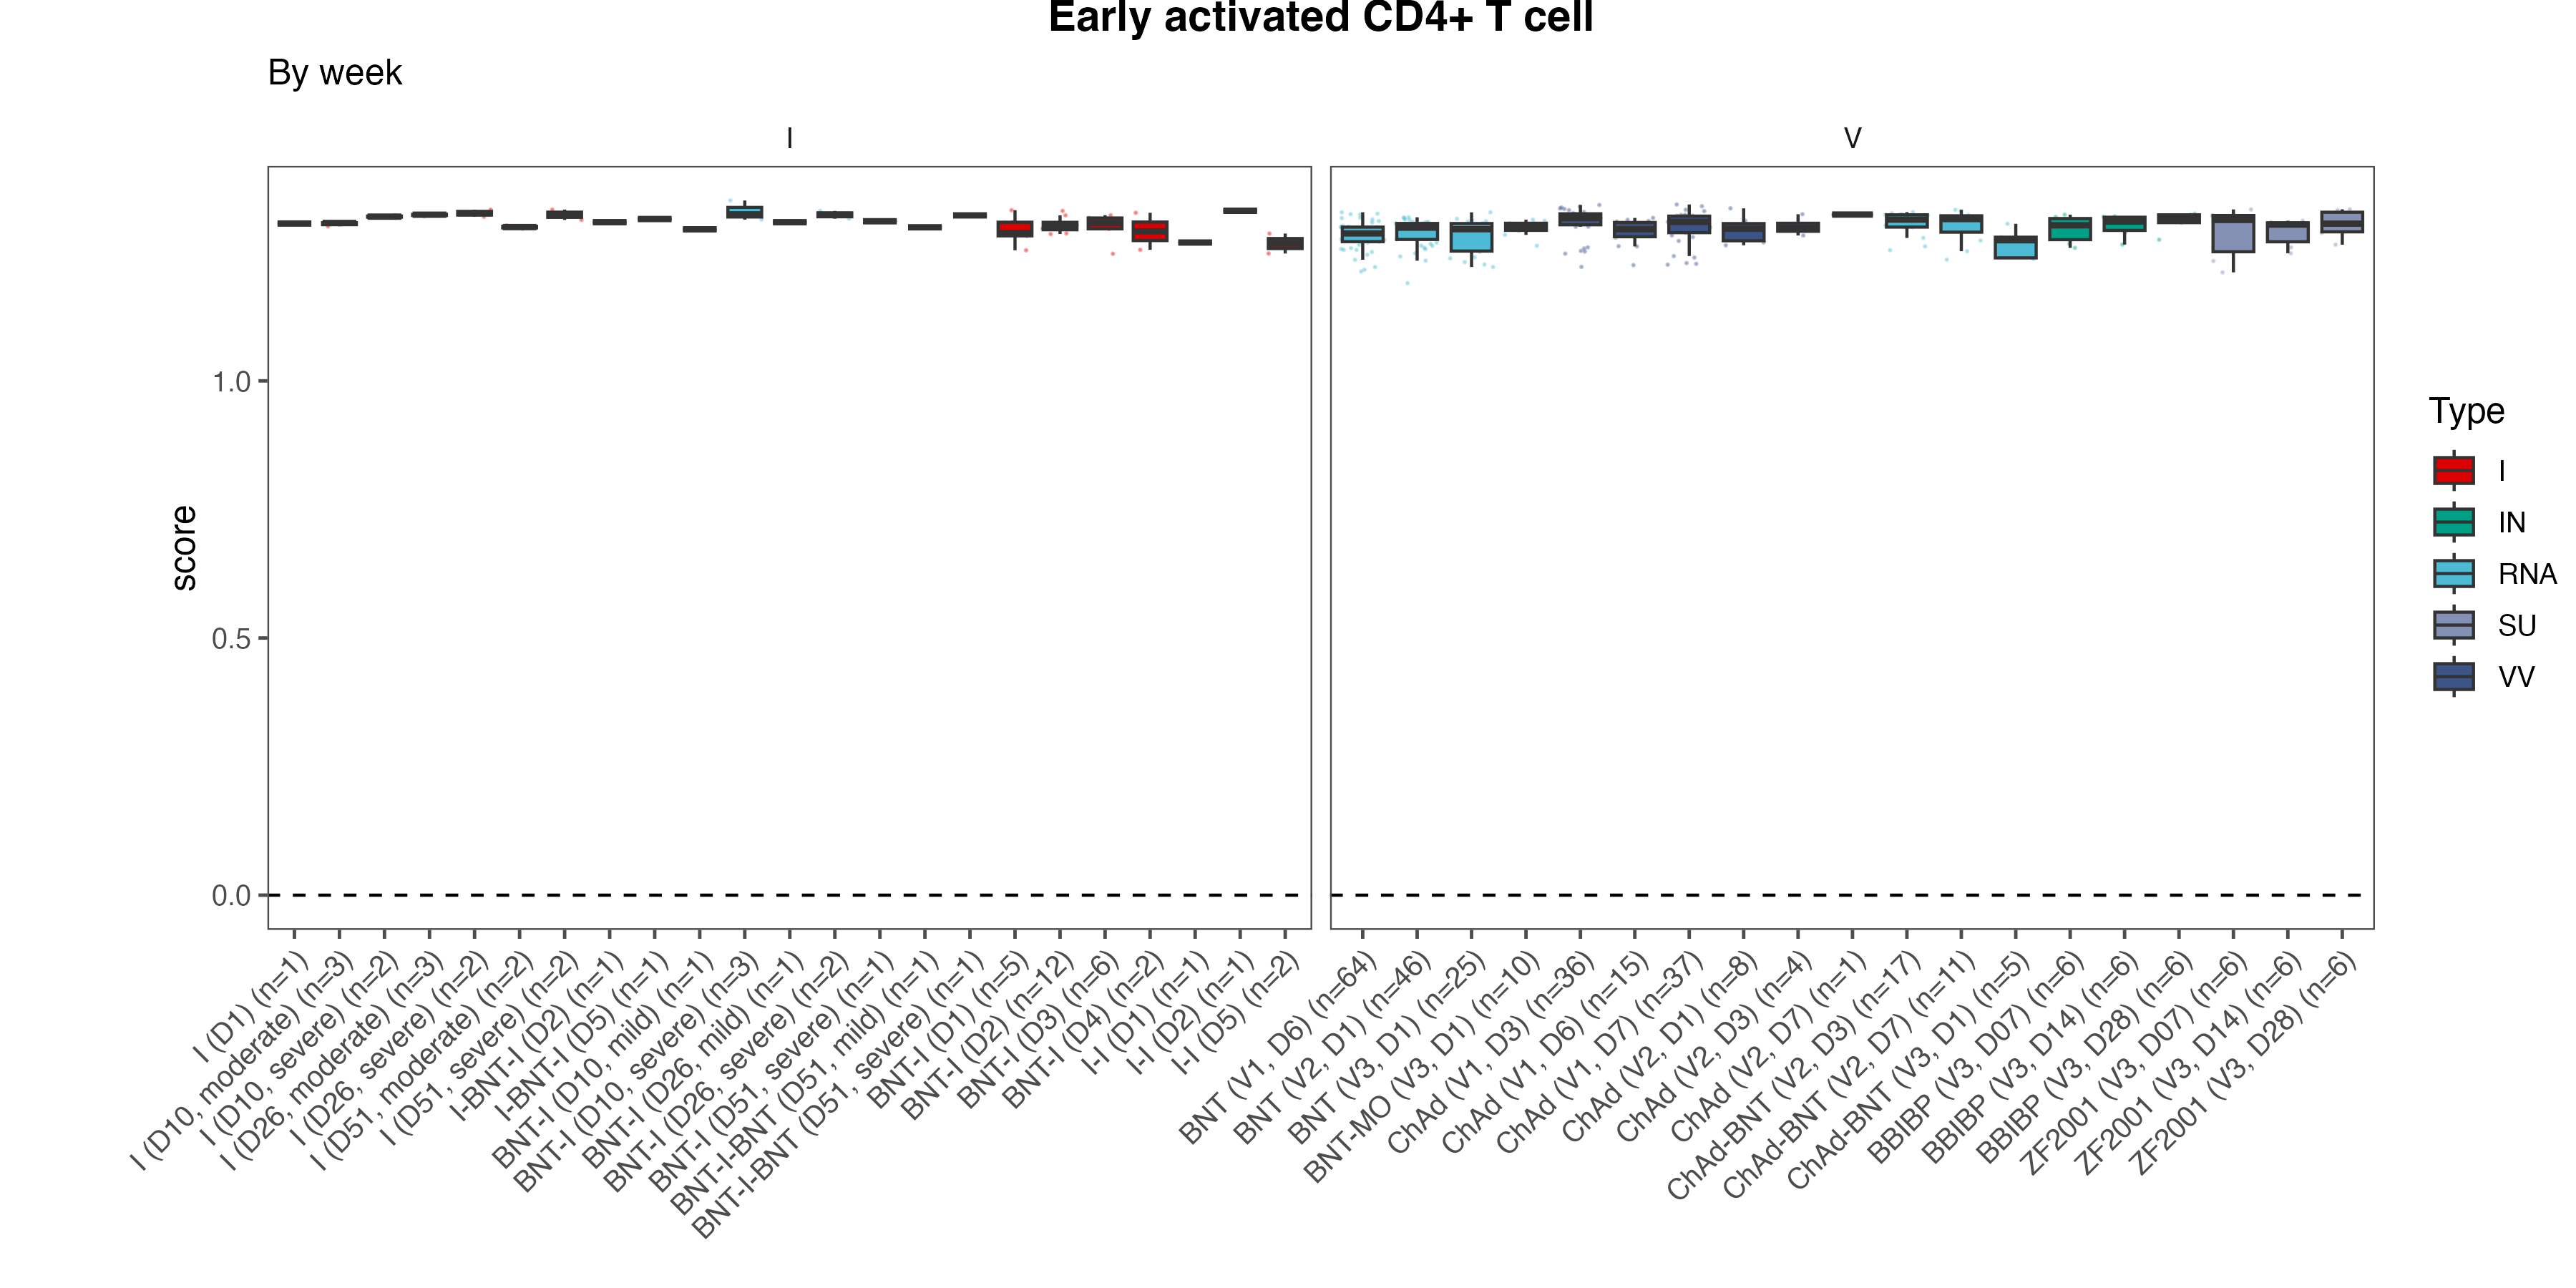 Early activated CD4+ T cell
By week
I
V
score
1.0
0.5
0.0
I (D1) (n=1)
I (D10, moderate) (n=3)
I (D10, severe) (n=2)
I (D26, moderate) (n=3)
I (D26, severe) (n=2)
I (D51, moderate) (n=2)
I (D51, severe) (n=2)
I-BNT-I (D2) (n=1)
I-BNT-I (D5) (n=1)
BNT-I (D10, mild) (n=1)
BNT-I (D10, severe) (n=3)
BNT-I (D26, mild) (n=1)
BNT-I (D26, severe) (n=2)
BNT-I (D51, severe) (n=1)
BNT-I-BNT (D51, mild) (n=1)
BNT-I-BNT (D51, severe) (n=1)
BNT-I (D1) (n=5)
BNT-I (D2) (n=12)
BNT-I (D3) (n=6)
BNT-I (D4) (n=2)
I-I (D1) (n=1)
I-I (D2) (n=1)
I-I (D5) (n=2)
BNT (V1, D6) (n=64)
BNT (V2, D1) (n=46)
BNT (V3, D1) (n=25)
BNT-MO (V3, D1) (n=10)
ChAd (V1, D3) (n=36)
ChAd (V1, D6) (n=15)
ChAd (V1, D7) (n=37)
ChAd (V2, D1) (n=8)
ChAd (V2, D3) (n=4)
ChAd (V2, D7) (n=1)
ChAd-BNT (V2, D3) (n=17)
ChAd-BNT (V2, D7) (n=11)
ChAd-BNT (V3, D1) (n=5)
BBIBP (V3, D07) (n=6)
BBIBP (V3, D14) (n=6)
BBIBP (V3, D28) (n=6)
ZF2001 (V3, D07) (n=6)
ZF2001 (V3, D14) (n=6)
ZF2001 (V3, D28) (n=6)
Type
I
IN
RNA
SU
VV